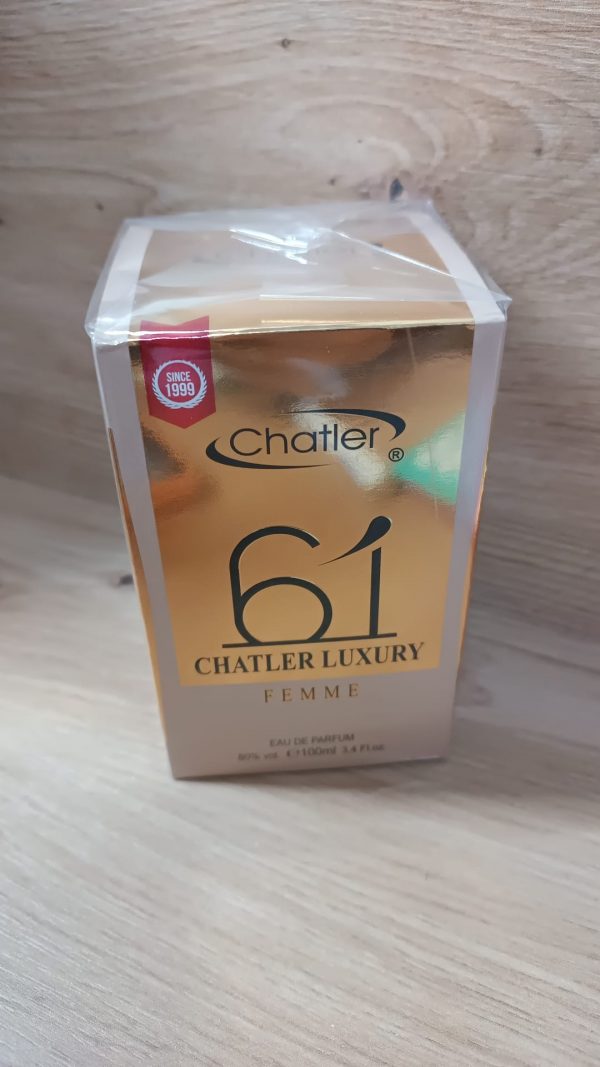 SINCE
1999
Chatler ®
61
CHATLER LUXURY
FEMME
EAU DE PARFUM
80% vol. e 100ml 3.4 Fl.oz.